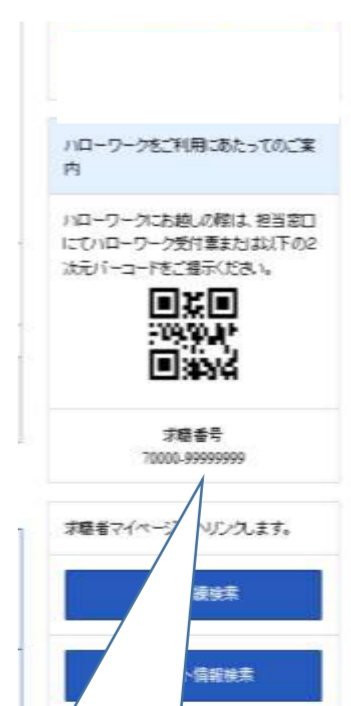 ハローワークをご利用にあたってのご案
内
ハローワークにお越しの際は、担当窓口
にてハローワーク受付票または以下の2
次元バーコードをご提示ください。
求職番号
70000-99999999
求職者マイページ
リンクします。
検索
ト情報検索